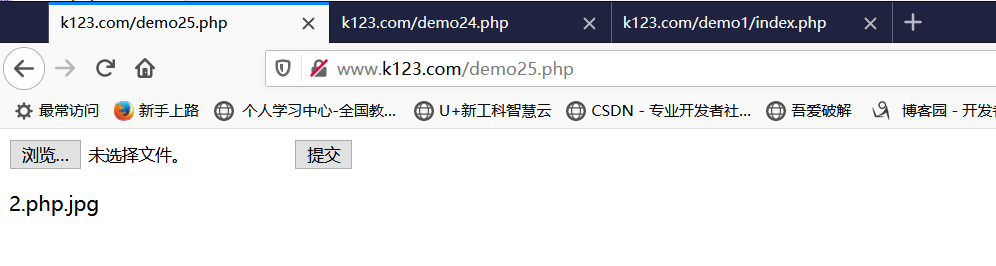 k123.com/demo25.php k123.com/demo24.php k123.com/demo1/index.php
www.k123.com/demo25.php
最常访问 新手上路 个人学习中心-全国教... U+新工科智慧云 CSDN - 专业开发者社... 吾爱破解 博客园 - 开发者
浏览... 未选择文件。 提交
2.php.jpg